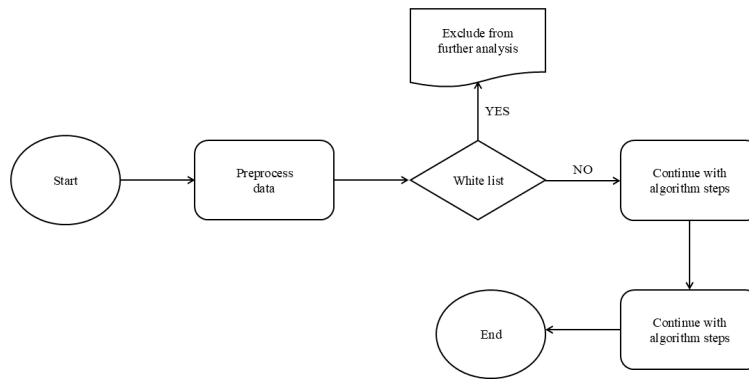 Exclude from
further analysis
YES
Start
Preprocess
data
White list
NO
Continue with
algorithm steps
End
Continue with
algorithm steps